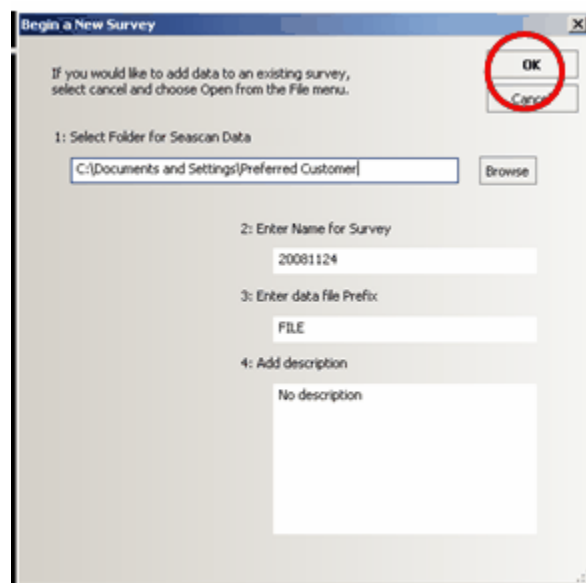 Begin a New Survey
OK
If you would like to add data to an existing survey,
select cancel and choose Open from the File menu.
Cancel
1: Select Folder for Seascan Data
C:\Documents and Settings\Preferred Customer
Browse
2: Enter Name for Survey
20081124
3: Enter data file Prefix
FILE
4: Add description
No description